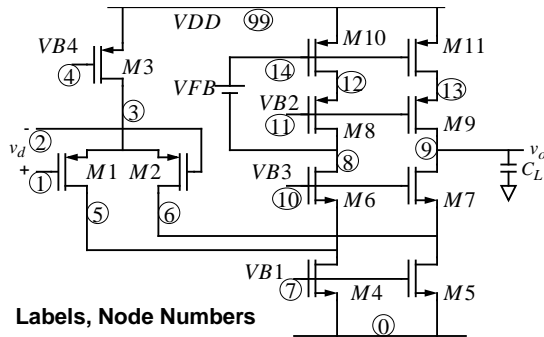 VDD 99
VB4 M10 M11
4 M3 VFB 14 12 13
3 VB2
2 - 11 M8 M9
v_d 8 9 v_o
+ 1 M1 M2 VB3 C_L
5 6 10 M6 M7
VB1
7 M4 M5
Labels, Node Numbers 0